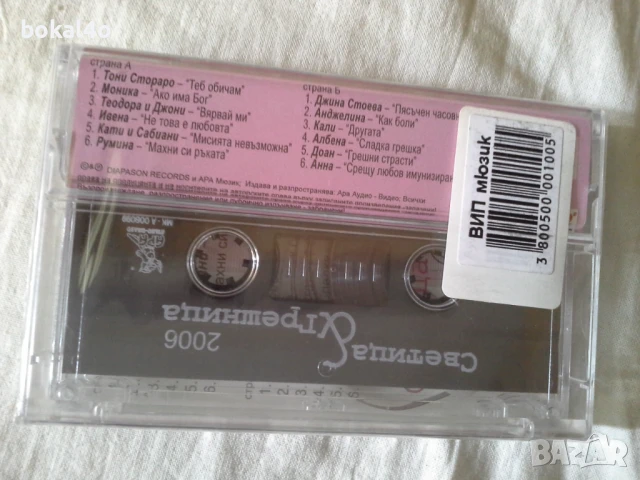 bokal4o
страна А
1. Тони Стораро – "Теб обичам"
2. Моника – "Ако има Бог"
3. Теодора и Джони – "Вярвай ми"
4. Ивена – "Не това е любовта"
5. Кати и Сабиани – "Мисията невъзможна"
6. Румина – "Махни си ръката"
страна Б
1. Джина Стоева – "Пясъчен часовн
2. Анджелина – "Как боли"
3. Кали – "Другата"
4. Албена – "Сладка грешка"
5. Доан – "Грешни страсти"
6. Анна – "Срещу любов имунизиран
DIAPASON RECORDS и АРА Мюзик; Издава и разпространява: Ара Аудио - Видео; Всички
ВИП мюзик
3 800500 001005
2006
Светица & Грешница
BAZAR